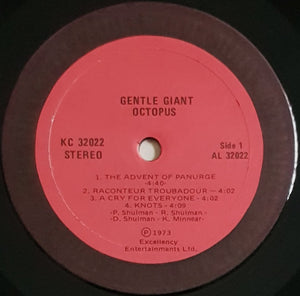 GENTLE GIANT
OCTOPUS
KC 32022
STEREO
Side 1
AL 32022
1. THE ADVENT OF PANURGE
-4:40-
2. RACONTEUR TROUBADOUR — 4:02
3. A CRY FOR EVERYONE - 4:02
4. KNOTS - 4:09
-P. Shulman - R. Shulman-
-D. Shulman - K. Minnear-
℗ 1973
Excellency
Entertainments Ltd.